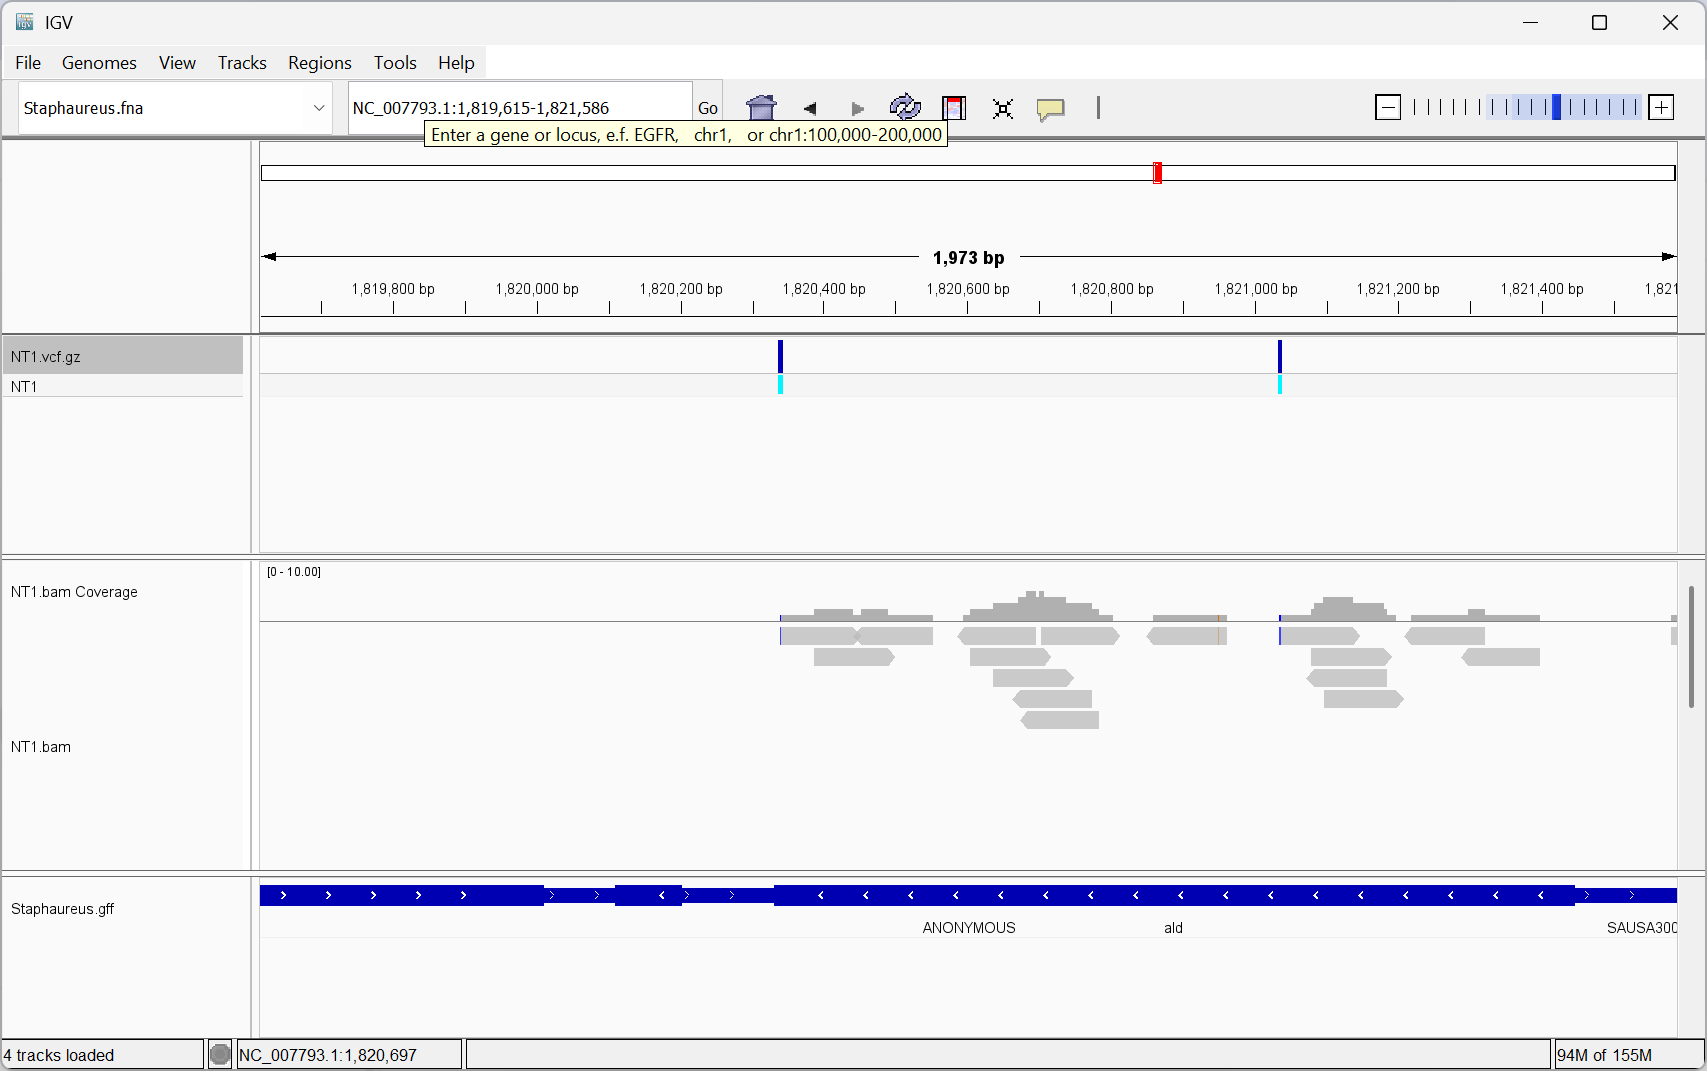 IGV
File Genomes View Tracks Regions Tools Help
Staphaureus.fna NC_007793.1:1,819,615-1,821,586 Go
Enter a gene or locus, e.f. EGFR, chr1, or chr1:100,000-200,000
1,973 bp
1,819,800 bp 1,820,000 bp 1,820,200 bp 1,820,400 bp 1,820,600 bp 1,820,800 bp 1,821,000 bp 1,821,200 bp 1,821,400 bp 1,821
NT1.vcf.gz
NT1
[0 - 10.00]
NT1.bam Coverage
NT1.bam
Staphaureus.gff
ANONYMOUS ald SAUSA300
4 tracks loaded NC_007793.1:1,820,697 94M of 155M